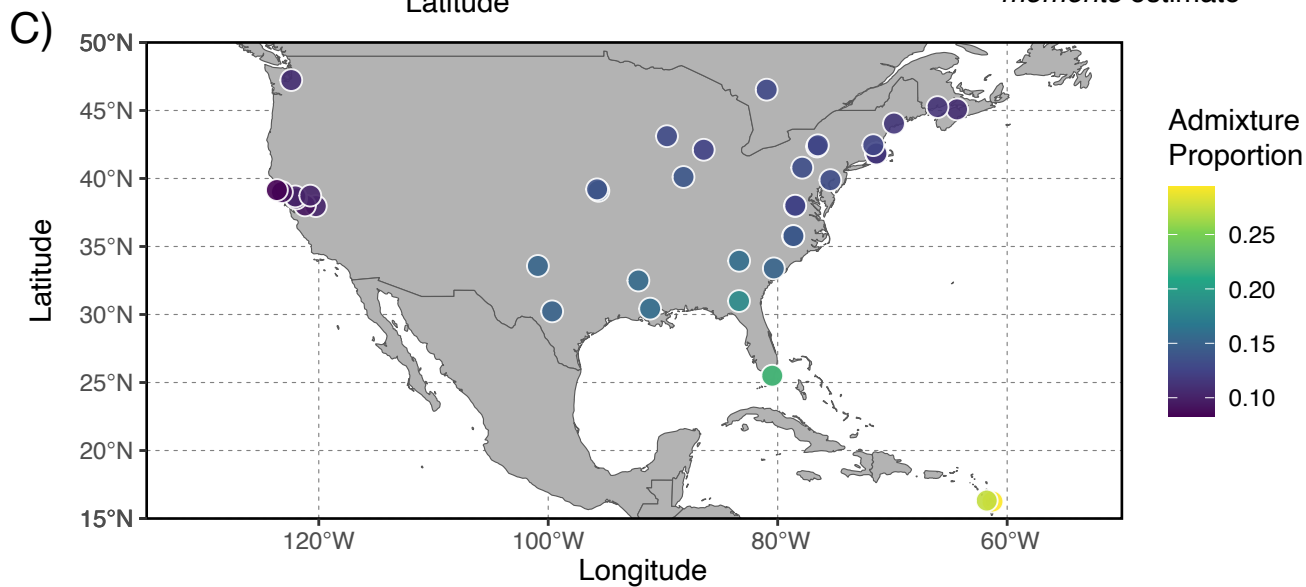 Latitude
moments estimate
C)
50°N
45°N
40°N
35°N
30°N
25°N
20°N
15°N
Latitude
120°W
100°W
80°W
60°W
Longitude
Admixture
Proportion
0.25
0.20
0.15
0.10